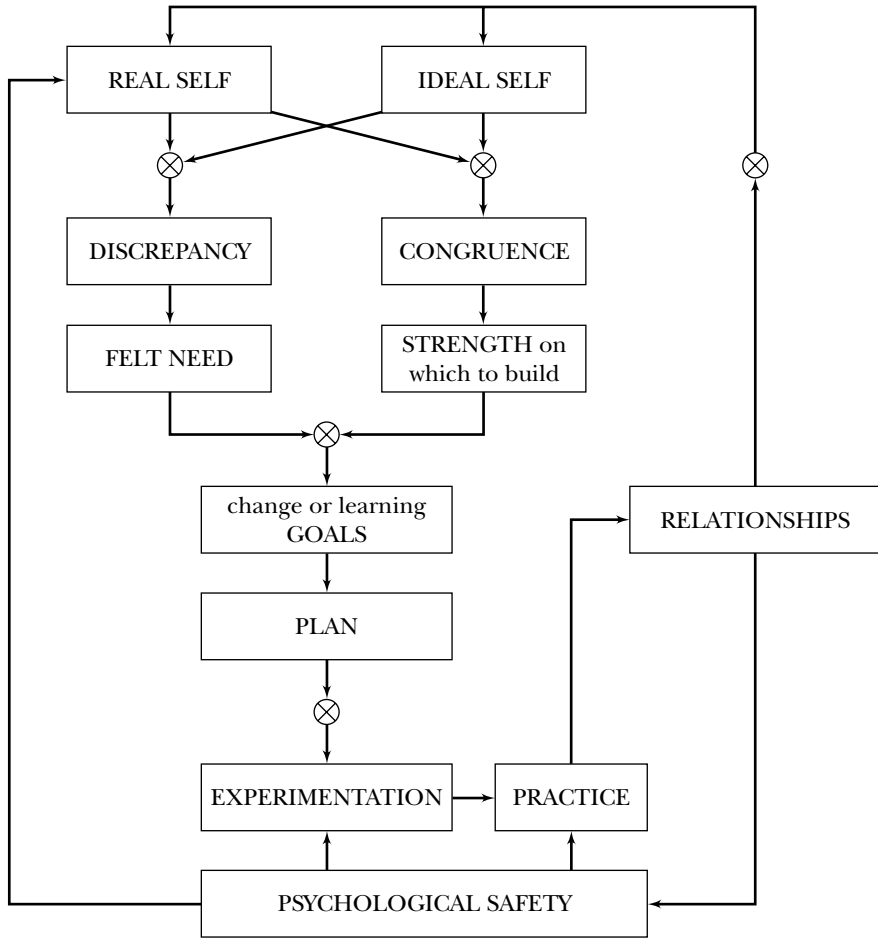 REAL SELF
IDEAL SELF
DISCREPANCY
CONGRUENCE
FELT NEED
STRENGTH on
which to build
change or learning
GOALS
RELATIONSHIPS
PLAN
EXPERIMENTATION
PRACTICE
PSYCHOLOGICAL SAFETY